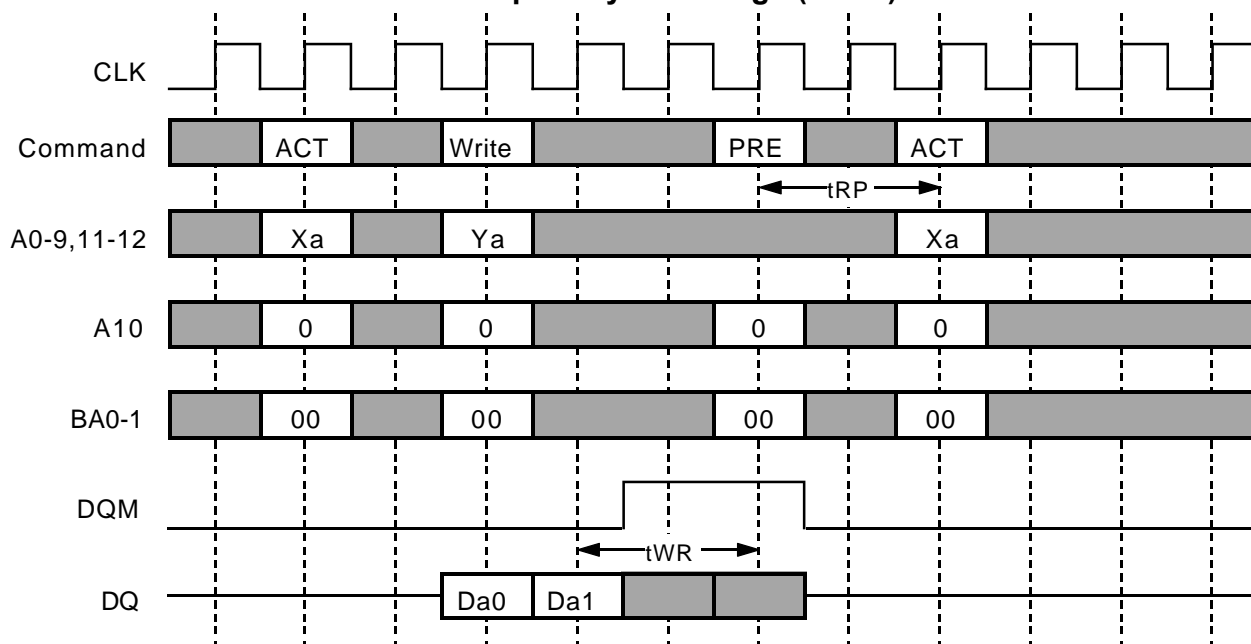 CLK
Command ACT Write PRE ACT
tRP
A0-9,11-12 Xa Ya Xa
A10 0 0 0 0
BA0-1 00 00 00 00
DQM
tWR
DQ Da0 Da1